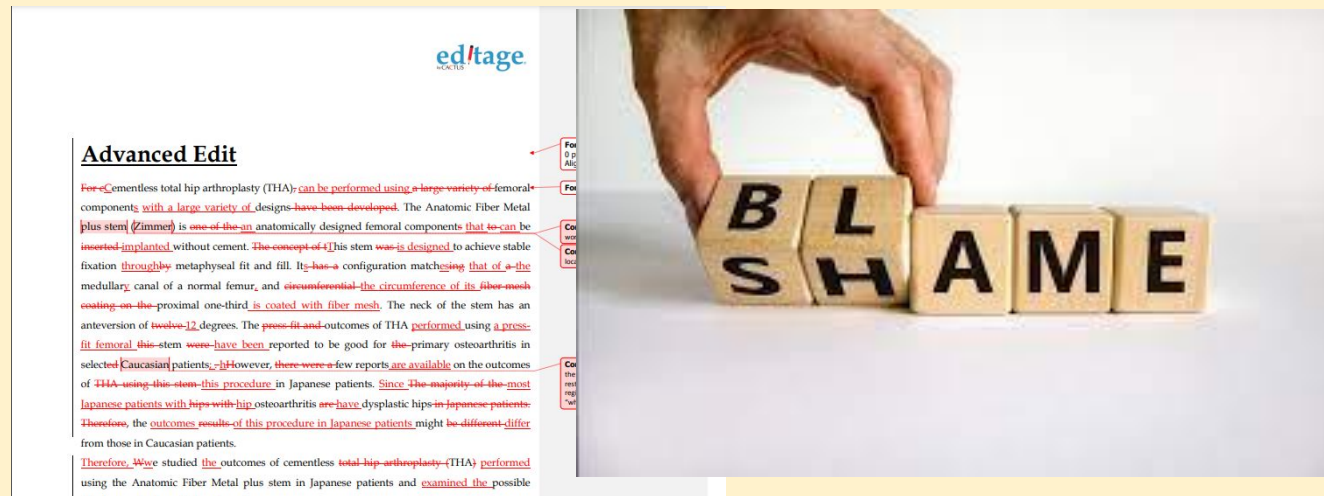 editage
by CACTUS
Advanced Edit
For cCementless total hip arthroplasty (THA), can be performed using a large variety of femoral
components with a large variety of designs have been developed. The Anatomic Fiber Metal
plus stem (Zimmer) is one of the an anatomically designed femoral components that to can be
inserted implanted without cement. The concept of tThis stem was is designed to achieve stable
fixation throughby metaphyseal fit and fill. Its has a configuration matchesing that of a the
medullary canal of a normal femur, and circumferential the circumference of its fiber mesh
coating on the proximal one-third is coated with fiber mesh. The neck of the stem has an
anteversion of twelve 12 degrees. The press-fit and outcomes of THA performed using a press-
fit femoral this stem were have been reported to be good for the primary osteoarthritis in
selected Caucasian patients; hHowever, there were a few reports are available on the outcomes
of THA using this stem this procedure in Japanese patients. Since The majority of the most
Japanese patients with hips with hip osteoarthritis are have dysplastic hips in Japanese patients.
Therefore, the outcomes results of this procedure in Japanese patients might be different differ
from those in Caucasian patients.
Therefore, Wwe studied the outcomes of cementless total hip arthroplasty (THA) performed
using the Anatomic Fiber Metal plus stem in Japanese patients and examined the possible
BL
SHAME